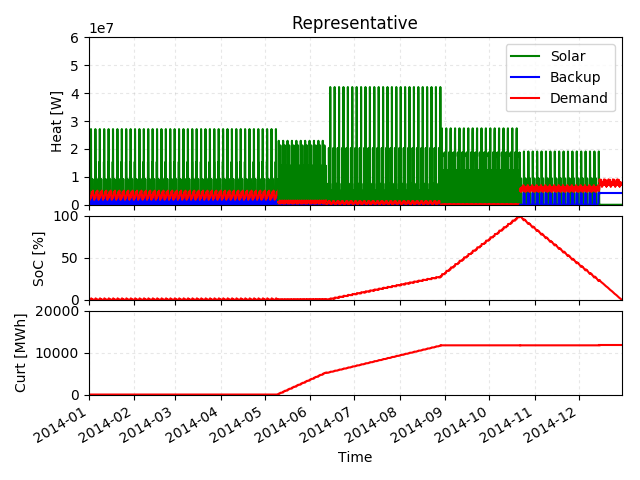 Representative
1e7
6
5
4
3
2
1
0
Heat [W]
Solar
Backup
Demand
100
50
0
SoC [%]
20000
10000
0
Curt [MWh]
2014-01
2014-02
2014-03
2014-04
2014-05
2014-06
2014-07
2014-08
2014-09
2014-10
2014-11
2014-12
Time